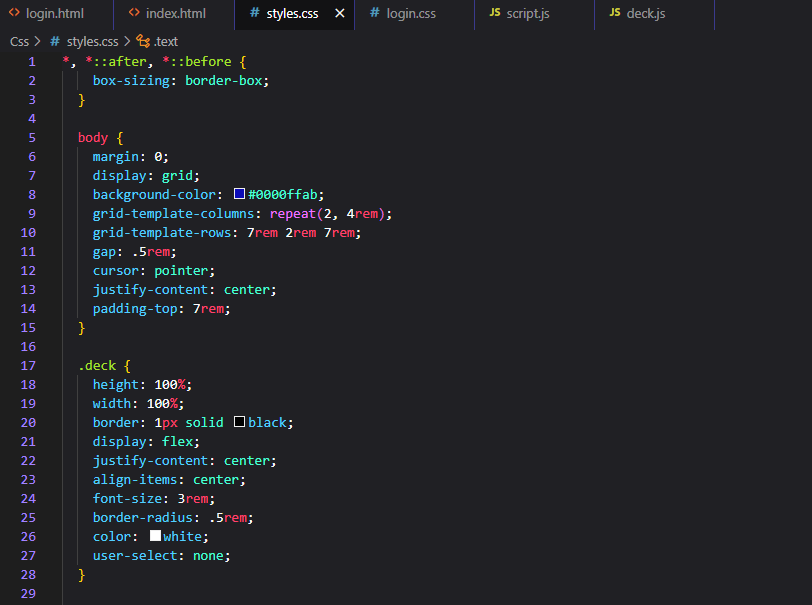 <> login.html <> index.html # styles.css × # login.css JS script.js JS deck.js
Css > # styles.css > .text
1 *, *::after, *::before {
2 box-sizing: border-box;
3 }
4
5 body {
6 margin: 0;
7 display: grid;
8 background-color: #0000ffab;
9 grid-template-columns: repeat(2, 4rem);
10 grid-template-rows: 7rem 2rem 7rem;
11 gap: .5rem;
12 cursor: pointer;
13 justify-content: center;
14 padding-top: 7rem;
15 }
16
17 .deck {
18 height: 100%;
19 width: 100%;
20 border: 1px solid black;
21 display: flex;
22 justify-content: center;
23 align-items: center;
24 font-size: 3rem;
25 border-radius: .5rem;
26 color: white;
27 user-select: none;
28 }
29